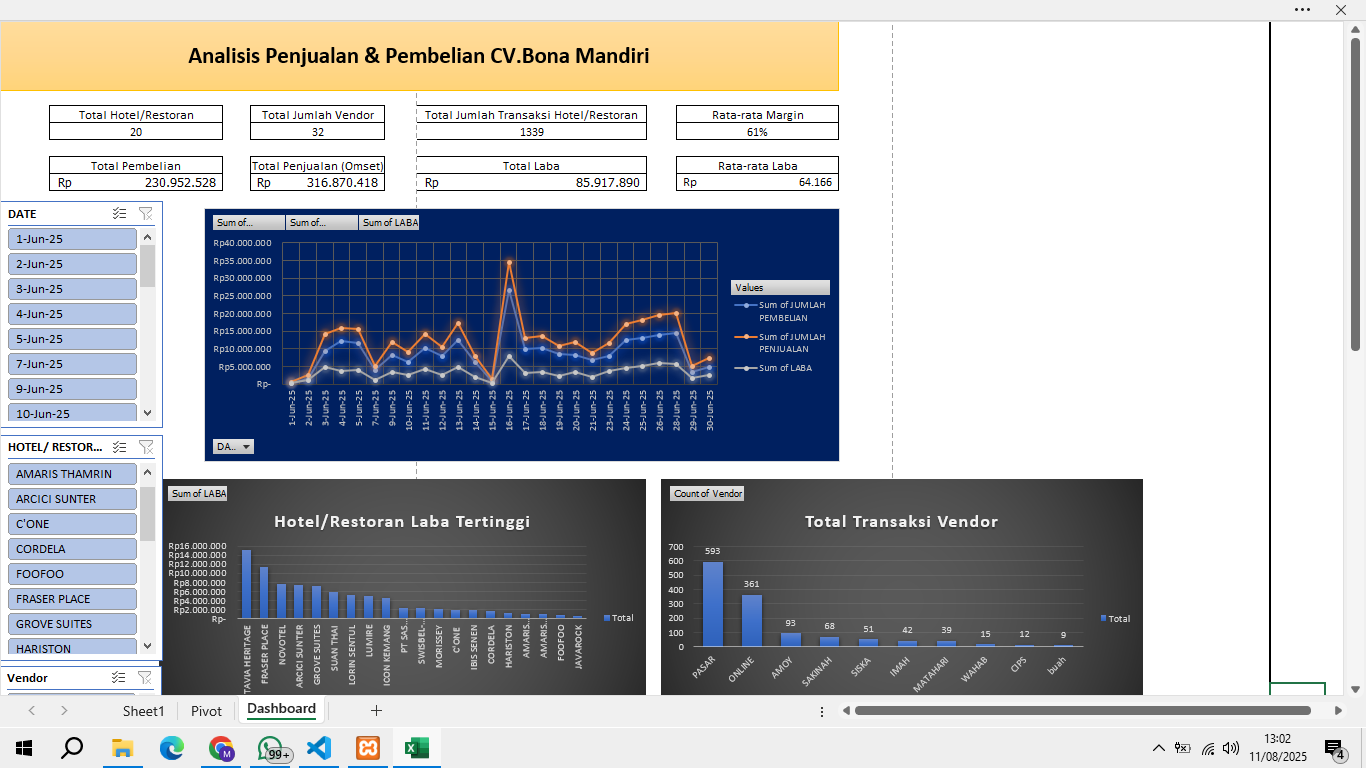 Analisis Penjualan & Pembelian CV.Bona Mandiri
Total Hotel/Restoran
20
Total Jumlah Vendor
32
Total Jumlah Transaksi Hotel/Restoran
1339
Rata-rata Margin
61%
Total Pembelian
Rp 230.952.528
Total Penjualan (Omset)
Rp 316.870.418
Total Laba
Rp 85.917.890
Rata-rata Laba
Rp 64.166
DATE
1-Jun-25
2-Jun-25
3-Jun-25
4-Jun-25
5-Jun-25
7-Jun-25
9-Jun-25
10-Jun-25
Sum of...
Sum of...
Sum of LABA
Rp40.000.000
Rp35.000.000
Rp30.000.000
Rp25.000.000
Rp20.000.000
Rp15.000.000
Rp10.000.000
Rp5.000.000
Rp-
1-Jun-25
2-Jun-25
3-Jun-25
4-Jun-25
5-Jun-25
7-Jun-25
9-Jun-25
10-Jun-25
11-Jun-25
12-Jun-25
13-Jun-25
14-Jun-25
15-Jun-25
16-Jun-25
17-Jun-25
18-Jun-25
19-Jun-25
20-Jun-25
21-Jun-25
23-Jun-25
24-Jun-25
25-Jun-25
26-Jun-25
28-Jun-25
29-Jun-25
30-Jun-25
Values
Sum of JUMLAH
PEMBELIAN
Sum of JUMLAH
PENJUALAN
Sum of LABA
DA...
HOTEL/ RESTOR...
AMARIS THAMRIN
ARCICI SUNTER
C'ONE
CORDELA
FOOFOO
FRASER PLACE
GROVE SUITES
HARISTON
Vendor
Sum of LABA
Hotel/Restoran Laba Tertinggi
Rp16.000.000
Rp14.000.000
Rp12.000.000
Rp10.000.000
Rp8.000.000
Rp6.000.000
Rp4.000.000
Rp2.000.000
Rp-
TAVIA HERITAGE
FRASER PLACE
NOVOTEL
ARCICI SUNTER
GROVE SUITES
SUAN THAI
LORIN SENTUL
LUMIRE
ICON KEMANG
PT SAS...
SWISBEL-...
MORISSEY
C'ONE
IBIS SENEN
CORDELA
HARISTON
AMARIS...
AMARIS...
FOOFOO
JAVAROCK
Total
Count of Vendor
Total Transaksi Vendor
700
600
500
400
300
200
100
0
593
361
93
68
51
42
39
15
12
9
PASAR
ONLINE
AMOY
SAKINAH
SISKA
IMAH
MATAHARI
WAHAB
CIPS
buah
Total
Sheet1
Pivot
Dashboard
99+
M
13:02
11/08/2025
4